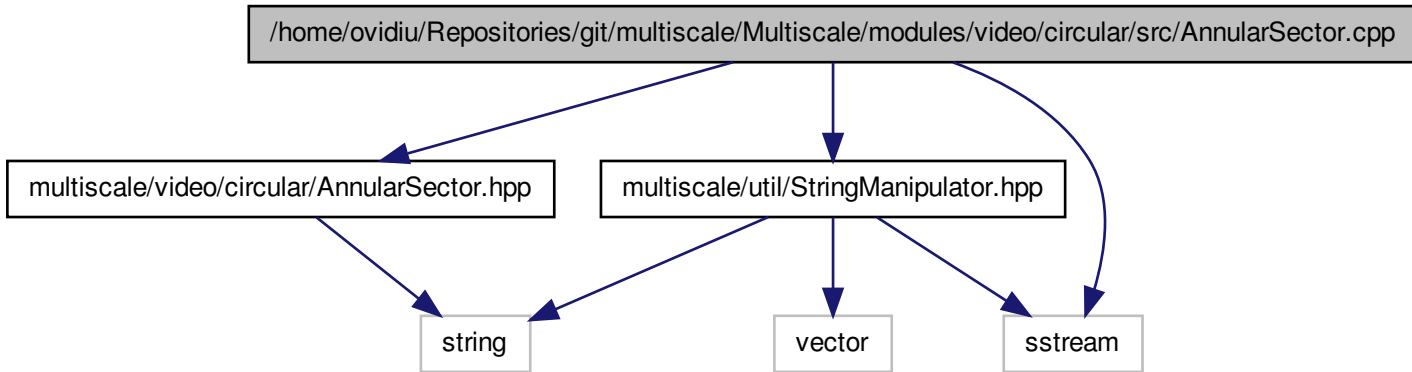 /home/ovidiu/Repositories/git/multiscale/Multiscale/modules/video/circular/src/AnnularSector.cpp
multiscale/video/circular/AnnularSector.hpp
multiscale/util/StringManipulator.hpp
string
vector
sstream